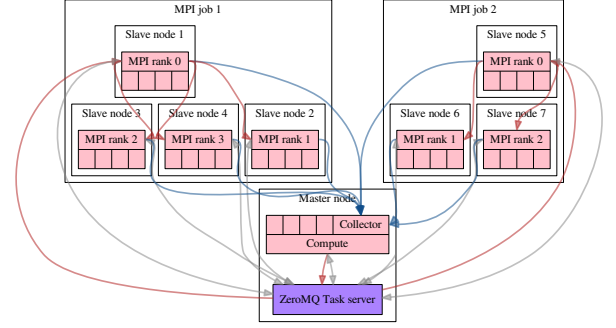 MPI job 1
MPI job 2
Slave node 1
MPI rank 0
Slave node 5
MPI rank 0
Slave node 3
MPI rank 2
Slave node 4
MPI rank 3
Slave node 2
MPI rank 1
Slave node 6
MPI rank 1
Slave node 7
MPI rank 2
Master node
Collector
Compute
ZeroMQ Task server